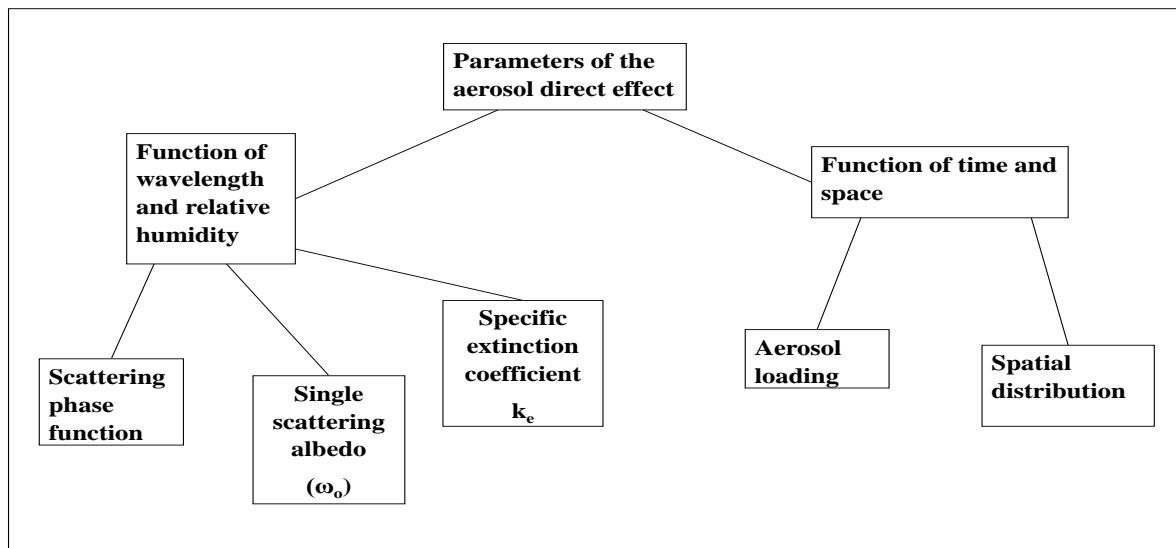 Parameters of the
aerosol direct effect
Function of
wavelength
and relative
humidity
Function of time and
space
Scattering
phase
function
Single
scattering
albedo
(ω₀)
Specific
extinction
coefficient
kₑ
Aerosol
loading
Spatial
distribution